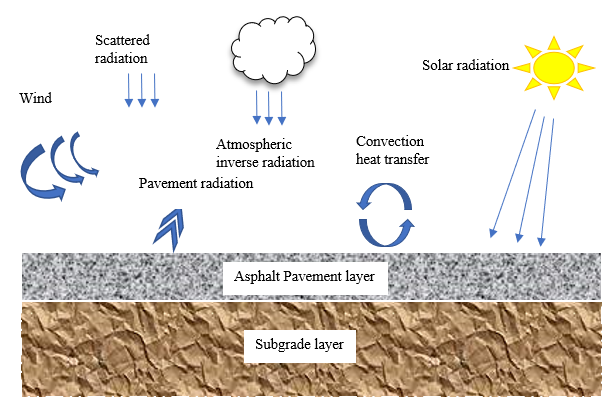 Scattered
radiation
Solar radiation
Wind
Atmospheric
inverse radiation
Convection
heat transfer
Pavement radiation
Asphalt Pavement layer
Subgrade layer